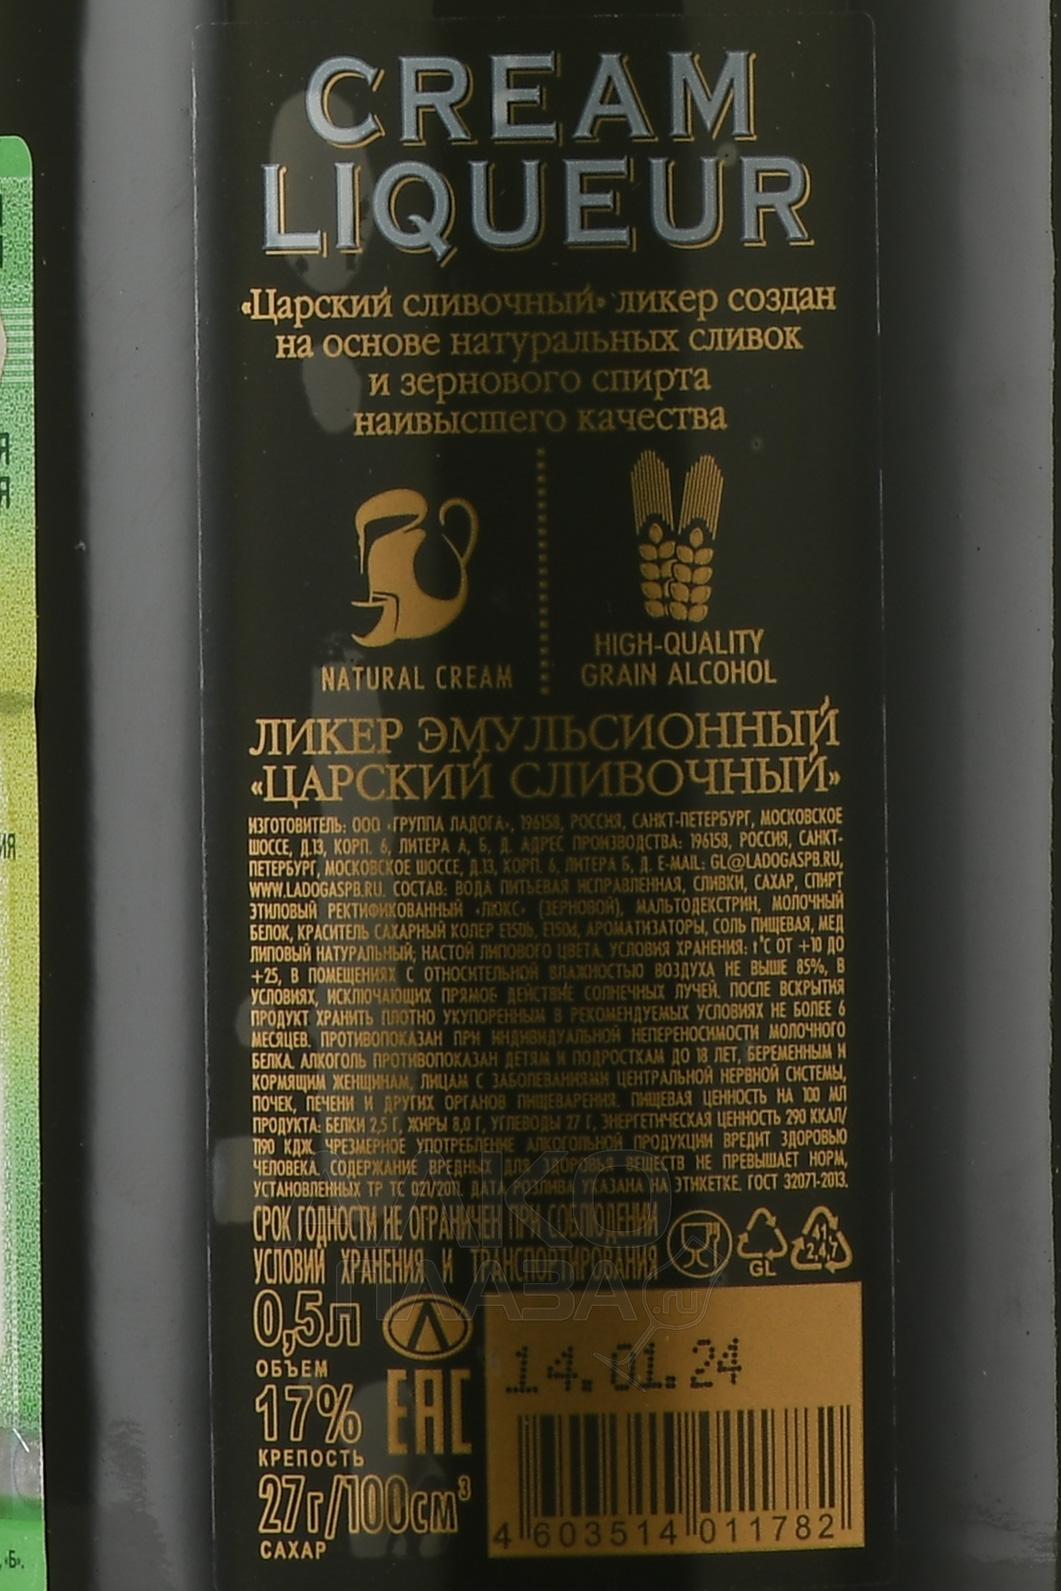 CREAM
LIQUEUR
«Царский сливочный» ликер создан
на основе натуральных сливок
и зернового спирта
наивысшего качества
NATURAL CREAM
HIGH-QUALITY
GRAIN ALCOHOL
ЛИКЕР ЭМУЛЬСИОННЫЙ
«ЦАРСКИЙ СЛИВОЧНЫЙ»
ИЗГОТОВИТЕЛЬ: ООО «ГРУППА ЛАДОГА», 196158, РОССИЯ, САНКТ-ПЕТЕРБУРГ, МОСКОВСКОЕ
ШОССЕ, Д.13, КОРП. 6, ЛИТЕРА А, Б, Д. АДРЕС ПРОИЗВОДСТВА: 196158, РОССИЯ, САНКТ-
ПЕТЕРБУРГ, МОСКОВСКОЕ ШОССЕ, Д.13, КОРП. 6, ЛИТЕРА Б, Д. E-MAIL: GL@LADOGASPB.RU,
WWW.LADOGASPB.RU. СОСТАВ: ВОДА ПИТЬЕВАЯ ИСПРАВЛЕННАЯ, СЛИВКИ, САХАР, СПИРТ
ЭТИЛОВЫЙ РЕКТИФИКОВАННЫЙ «ЛЮКС» (ЗЕРНОВОЙ), МАЛЬТОДЕКСТРИН, МОЛОЧНЫЙ
БЕЛОК, КРАСИТЕЛЬ САХАРНЫЙ КОЛЕР E150b, E150d, АРОМАТИЗАТОРЫ, СОЛЬ ПИЩЕВАЯ, МЕД
ЛИПОВЫЙ НАТУРАЛЬНЫЙ, НАСТОЙ ЛИПОВОГО ЦВЕТА. УСЛОВИЯ ХРАНЕНИЯ: t°C ОТ +10 ДО
+25, В ПОМЕЩЕНИЯХ С ОТНОСИТЕЛЬНОЙ ВЛАЖНОСТЬЮ ВОЗДУХА НЕ ВЫШЕ 85%, В
УСЛОВИЯХ, ИСКЛЮЧАЮЩИХ ПРЯМОЕ ДЕЙСТВИЕ СОЛНЕЧНЫХ ЛУЧЕЙ. ПОСЛЕ ВСКРЫТИЯ
ПРОДУКТ ХРАНИТЬ ПЛОТНО УКУПОРЕННЫМ В РЕКОМЕНДУЕМЫХ УСЛОВИЯХ НЕ БОЛЕЕ 6
МЕСЯЦЕВ. ПРОТИВОПОКАЗАН ПРИ ИНДИВИДУАЛЬНОЙ НЕПЕРЕНОСИМОСТИ МОЛОЧНОГО
БЕЛКА. АЛКОГОЛЬ ПРОТИВОПОКАЗАН ДЕТЯМ И ПОДРОСТКАМ ДО 18 ЛЕТ, БЕРЕМЕННЫМ И
КОРМЯЩИМ ЖЕНЩИНАМ, ЛИЦАМ С ЗАБОЛЕВАНИЯМИ ЦЕНТРАЛЬНОЙ НЕРВНОЙ СИСТЕМЫ,
ПОЧЕК, ПЕЧЕНИ И ДРУГИХ ОРГАНОВ ПИЩЕВАРЕНИЯ. ПИЩЕВАЯ ЦЕННОСТЬ НА 100 МЛ
ПРОДУКТА: БЕЛКИ 2,5 Г, ЖИРЫ 8,0 Г, УГЛЕВОДЫ 27 Г, ЭНЕРГЕТИЧЕСКАЯ ЦЕННОСТЬ 290 ККАЛ/
1190 КДЖ. ЧРЕЗМЕРНОЕ УПОТРЕБЛЕНИЕ АЛКОГОЛЬНОЙ ПРОДУКЦИИ ВРЕДИТ ЗДОРОВЬЮ
ЧЕЛОВЕКА. СОДЕРЖАНИЕ ВРЕДНЫХ ДЛЯ ЗДОРОВЬЯ ВЕЩЕСТВ НЕ ПРЕВЫШАЕТ НОРМ,
УСТАНОВЛЕННЫХ ТР ТС 021/2011. ДАТА РОЗЛИВА УКАЗАНА НА ЭТИКЕТКЕ. ГОСТ 32071-2013.
СРОК ГОДНОСТИ НЕ ОГРАНИЧЕН ПРИ СОБЛЮДЕНИИ
УСЛОВИЙ ХРАНЕНИЯ И ТРАНСПОРТИРОВАНИЯ
GL
41
2,4,7
0,5л
ОБЪЕМ
17%
КРЕПОСТЬ
27г/100см³
САХАР
EAC
14.01.24
4 603514 011782